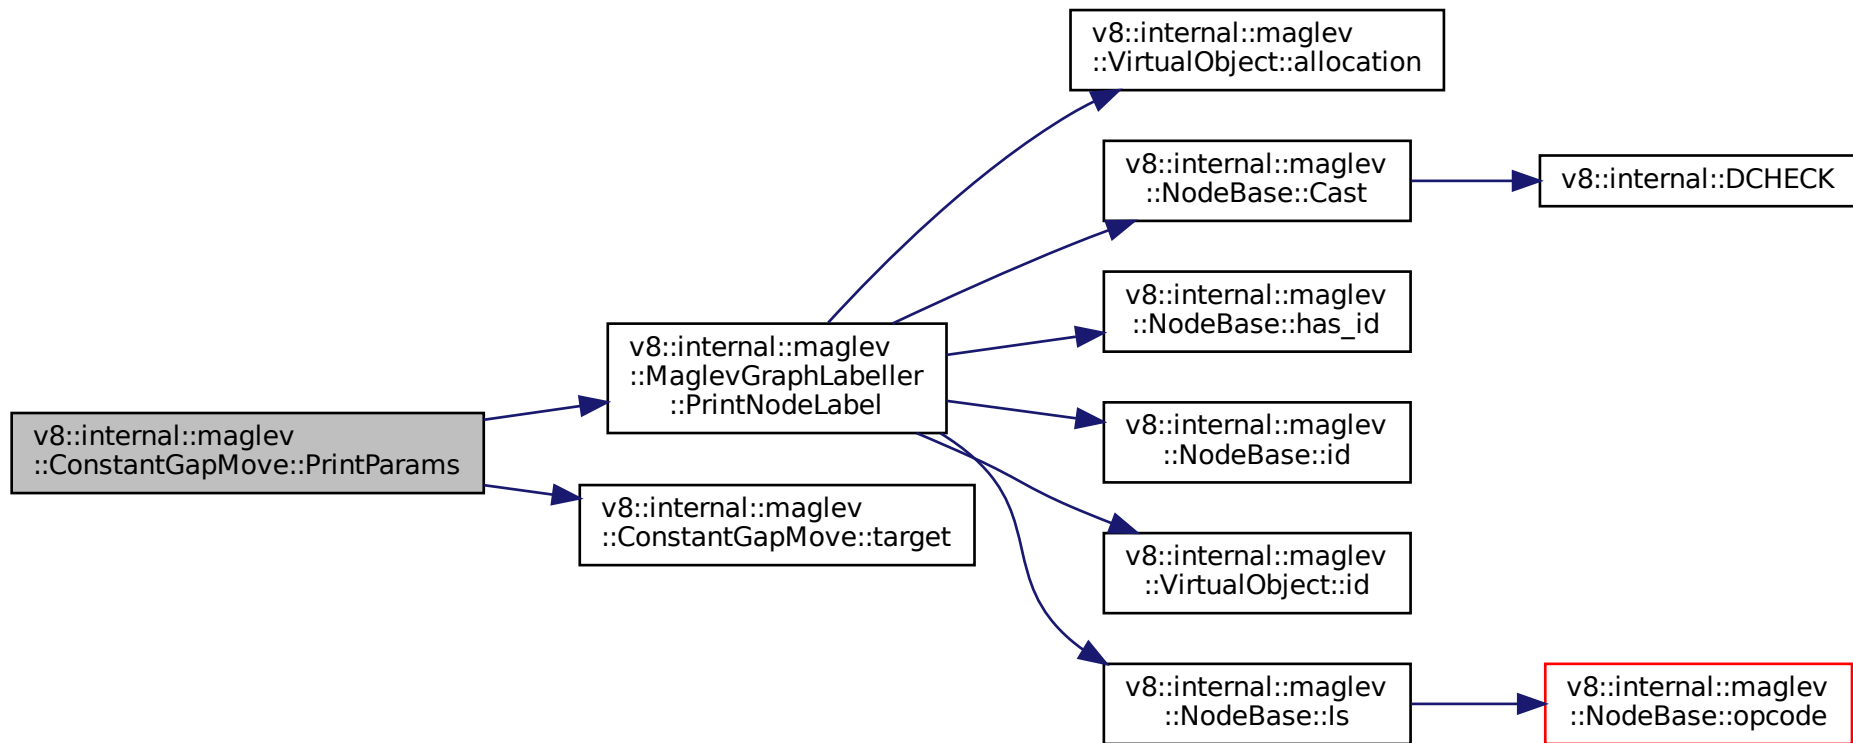 v8::internal::maglev
::VirtualObject::allocation
v8::internal::maglev
::NodeBase::Cast
v8::internal::DCHECK
v8::internal::maglev
::NodeBase::has_id
v8::internal::maglev
::MaglevGraphLabeller
::PrintNodeLabel
v8::internal::maglev
::NodeBase::id
v8::internal::maglev
::ConstantGapMove::PrintParams
v8::internal::maglev
::ConstantGapMove::target
v8::internal::maglev
::VirtualObject::id
v8::internal::maglev
::NodeBase::Is
v8::internal::maglev
::NodeBase::opcode